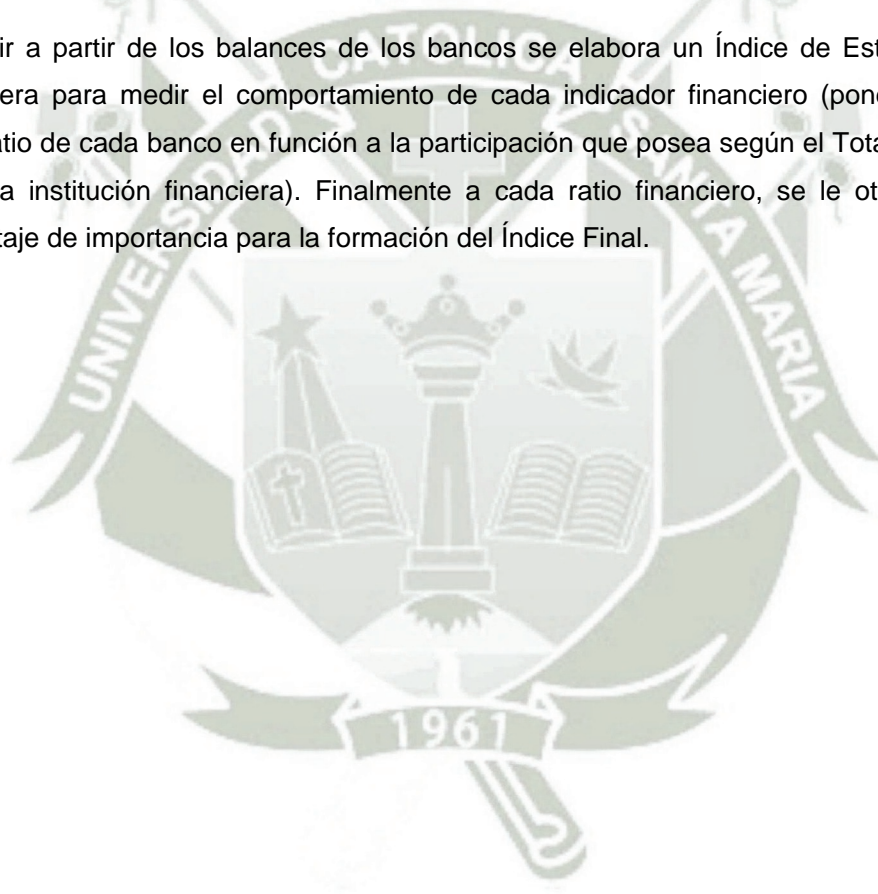 ir a partir de los balances de los bancos se elabora un Índice de Est
era para medir el comportamiento de cada indicador financiero (pon
atio de cada banco en función a la participación que posea según el Tota
a institución financiera). Finalmente a cada ratio financiero, se le ot
taje de importancia para la formación del Índice Final.
UNIVERSIDAD CATOLICA SANTA MARIA
1961